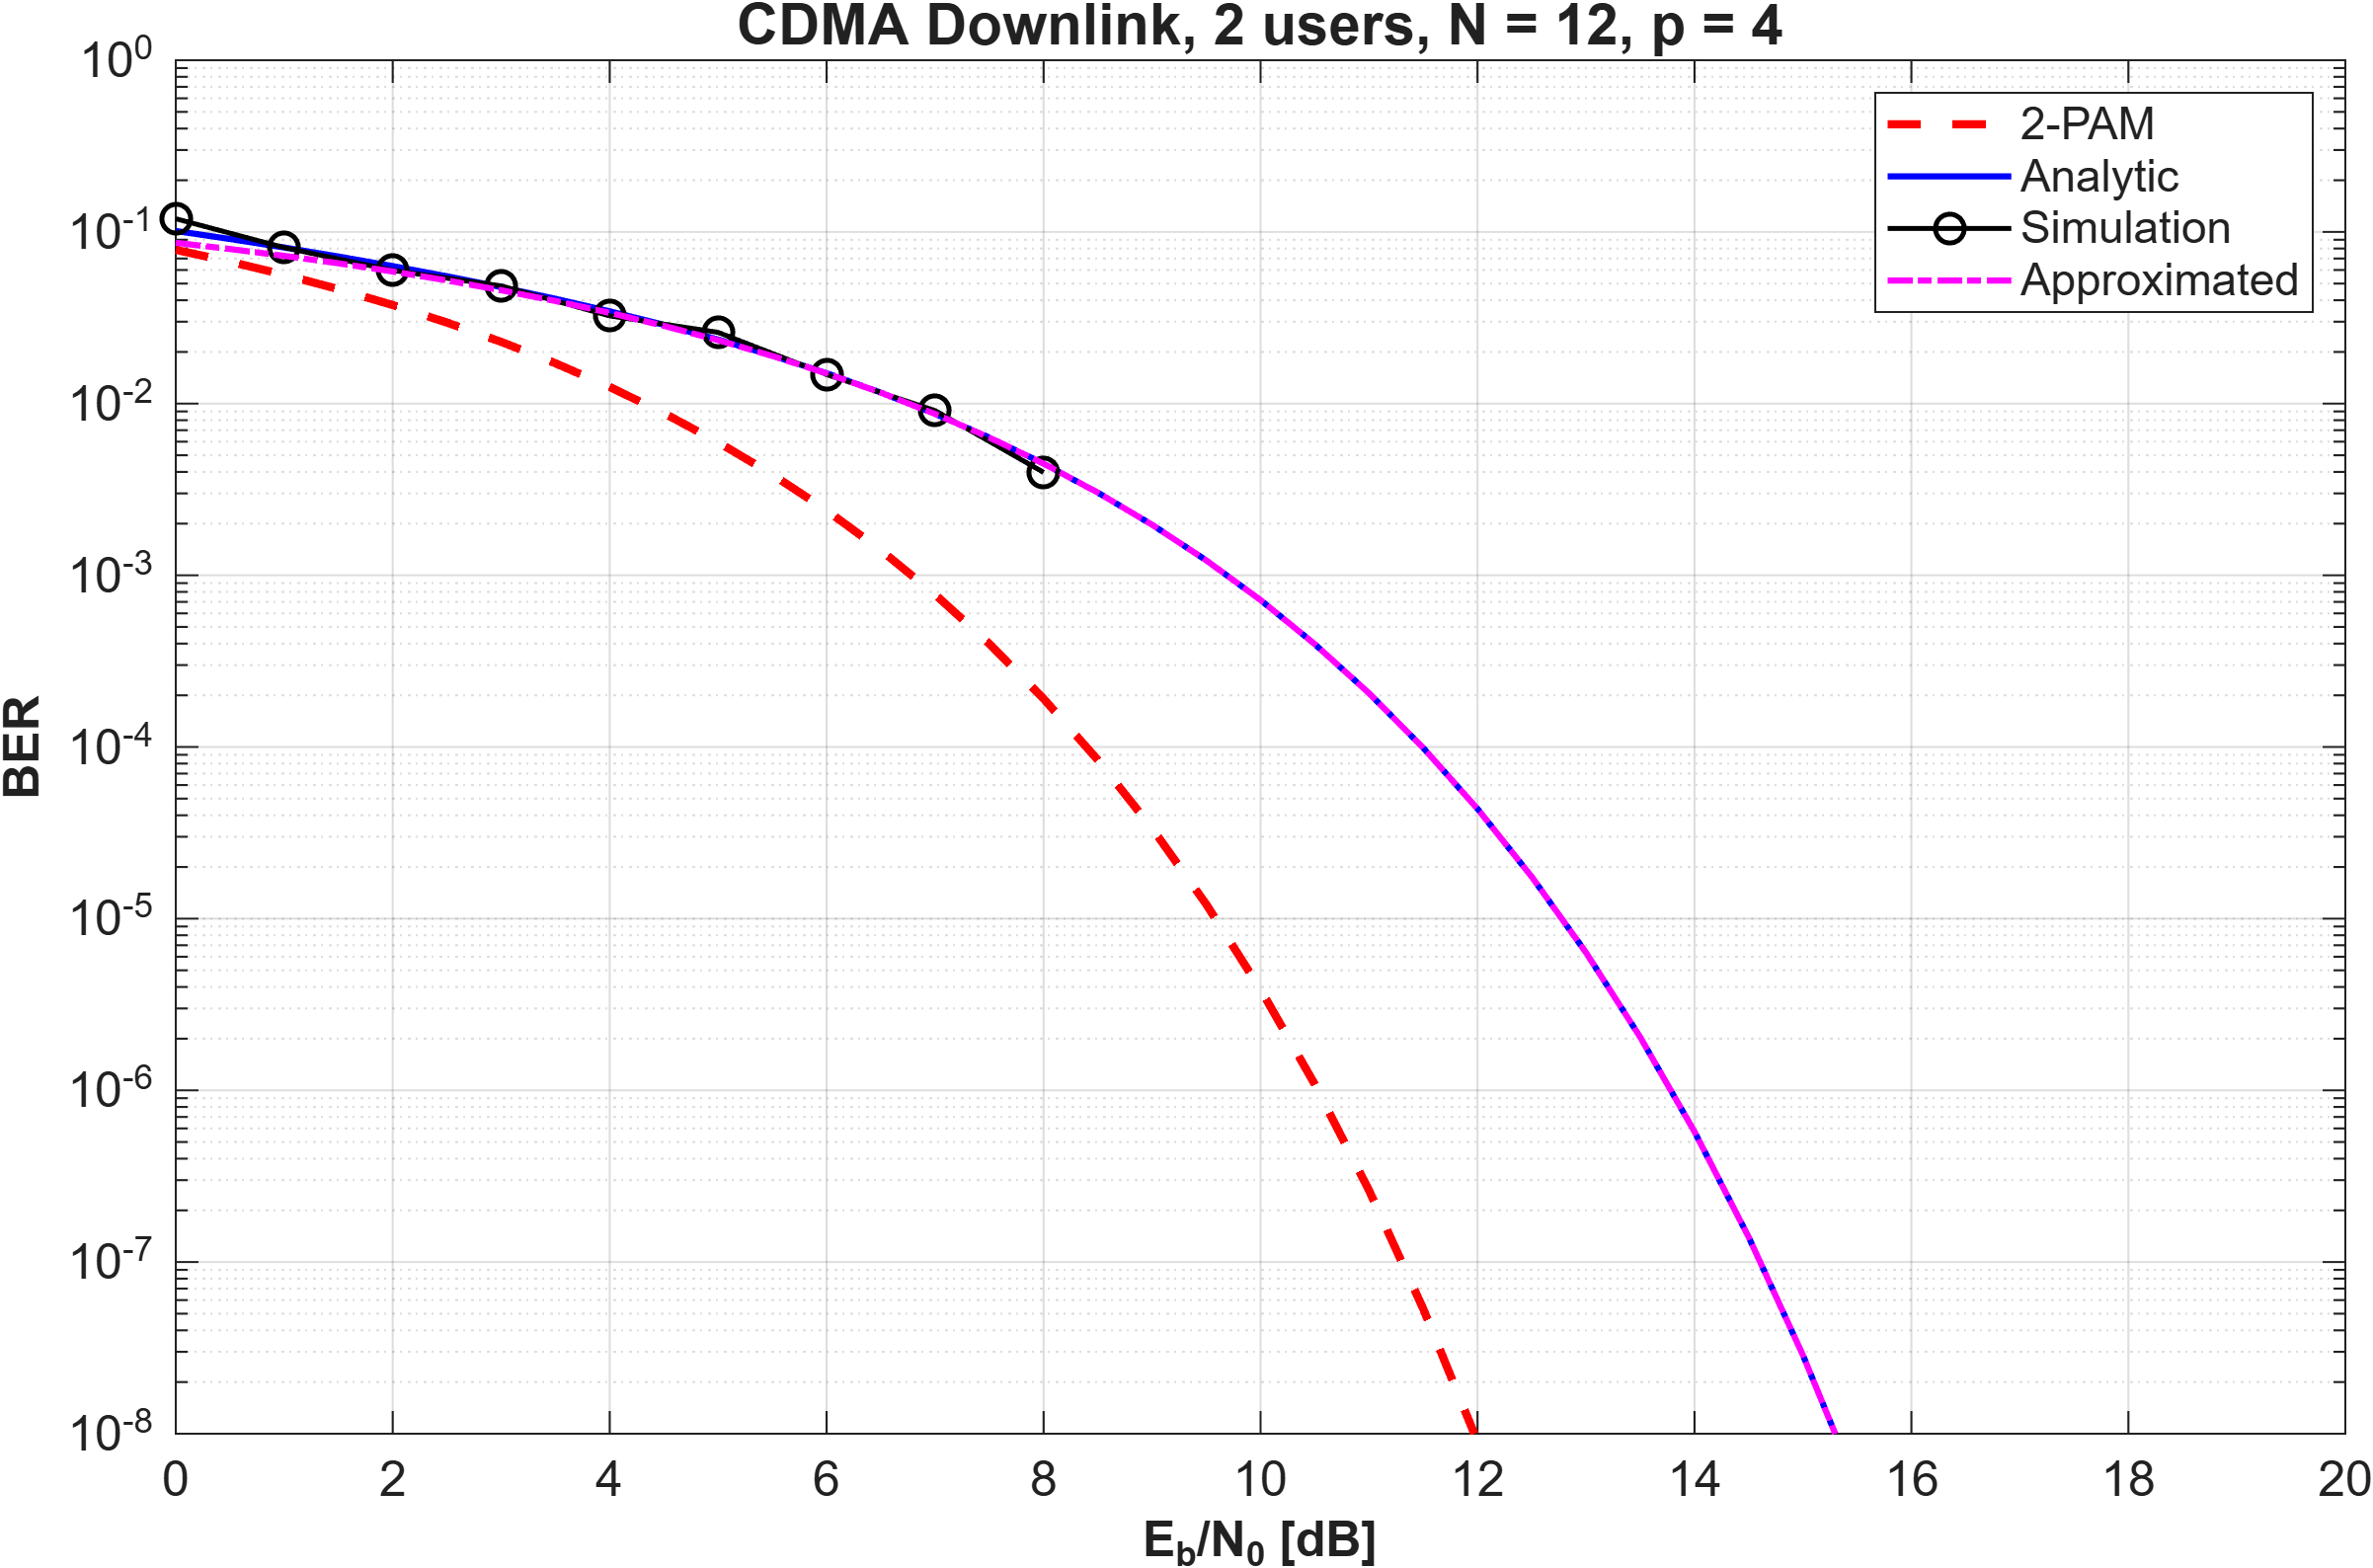 CDMA Downlink, 2 users, N = 12, p = 4
10^0
10^-1
10^-2
10^-3
10^-4
10^-5
10^-6
10^-7
10^-8
BER
2-PAM
Analytic
Simulation
Approximated
0 2 4 6 8 10 12 14 16 18 20
E_b/N_0 [dB]